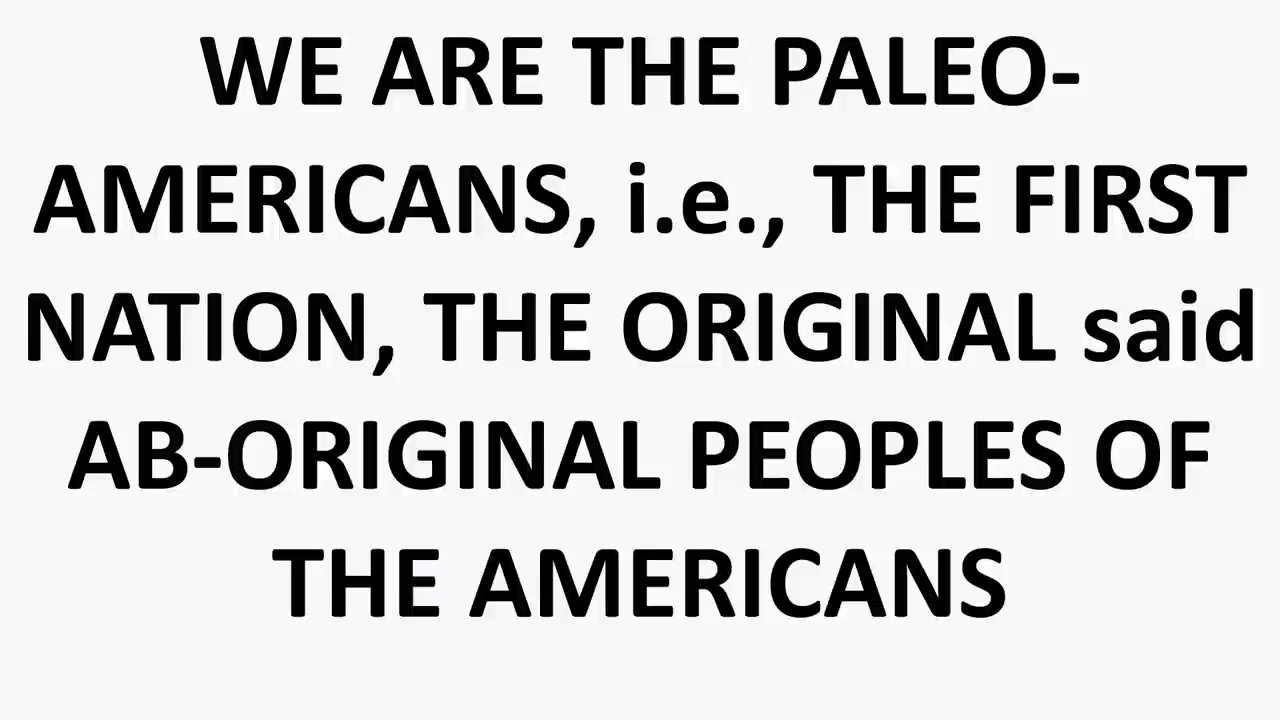 WE ARE THE PALEO-
AMERICANS, i.e., THE FIRST
NATION, THE ORIGINAL said
AB-ORIGINAL PEOPLES OF
THE AMERICANS